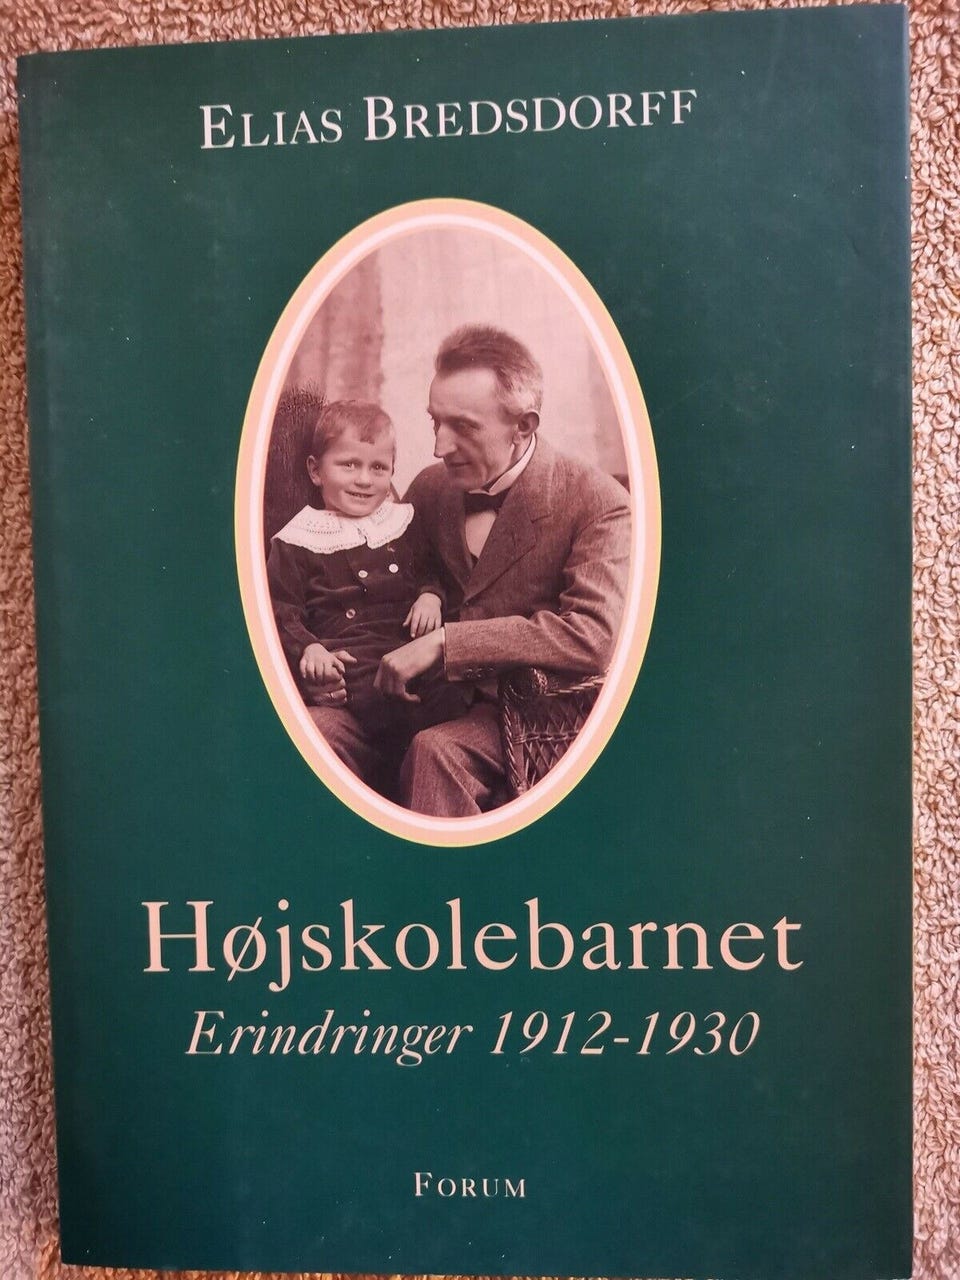 ELIAS BREDSDORFF
Højskolebarnet
Erindringer 1912-1930
FORUM